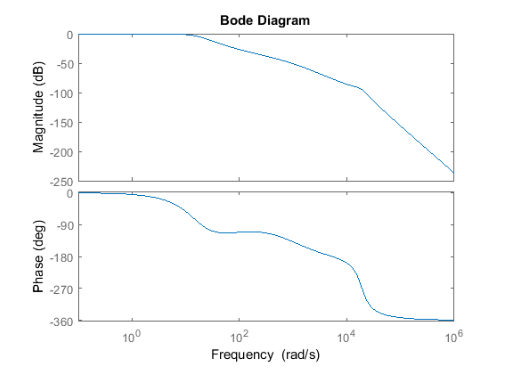 Bode Diagram
Magnitude (dB)
0
-50
-100
-150
-200
-250
Phase (deg)
0
-90
-180
-270
-360
10^0 10^2 10^4 10^6
Frequency (rad/s)